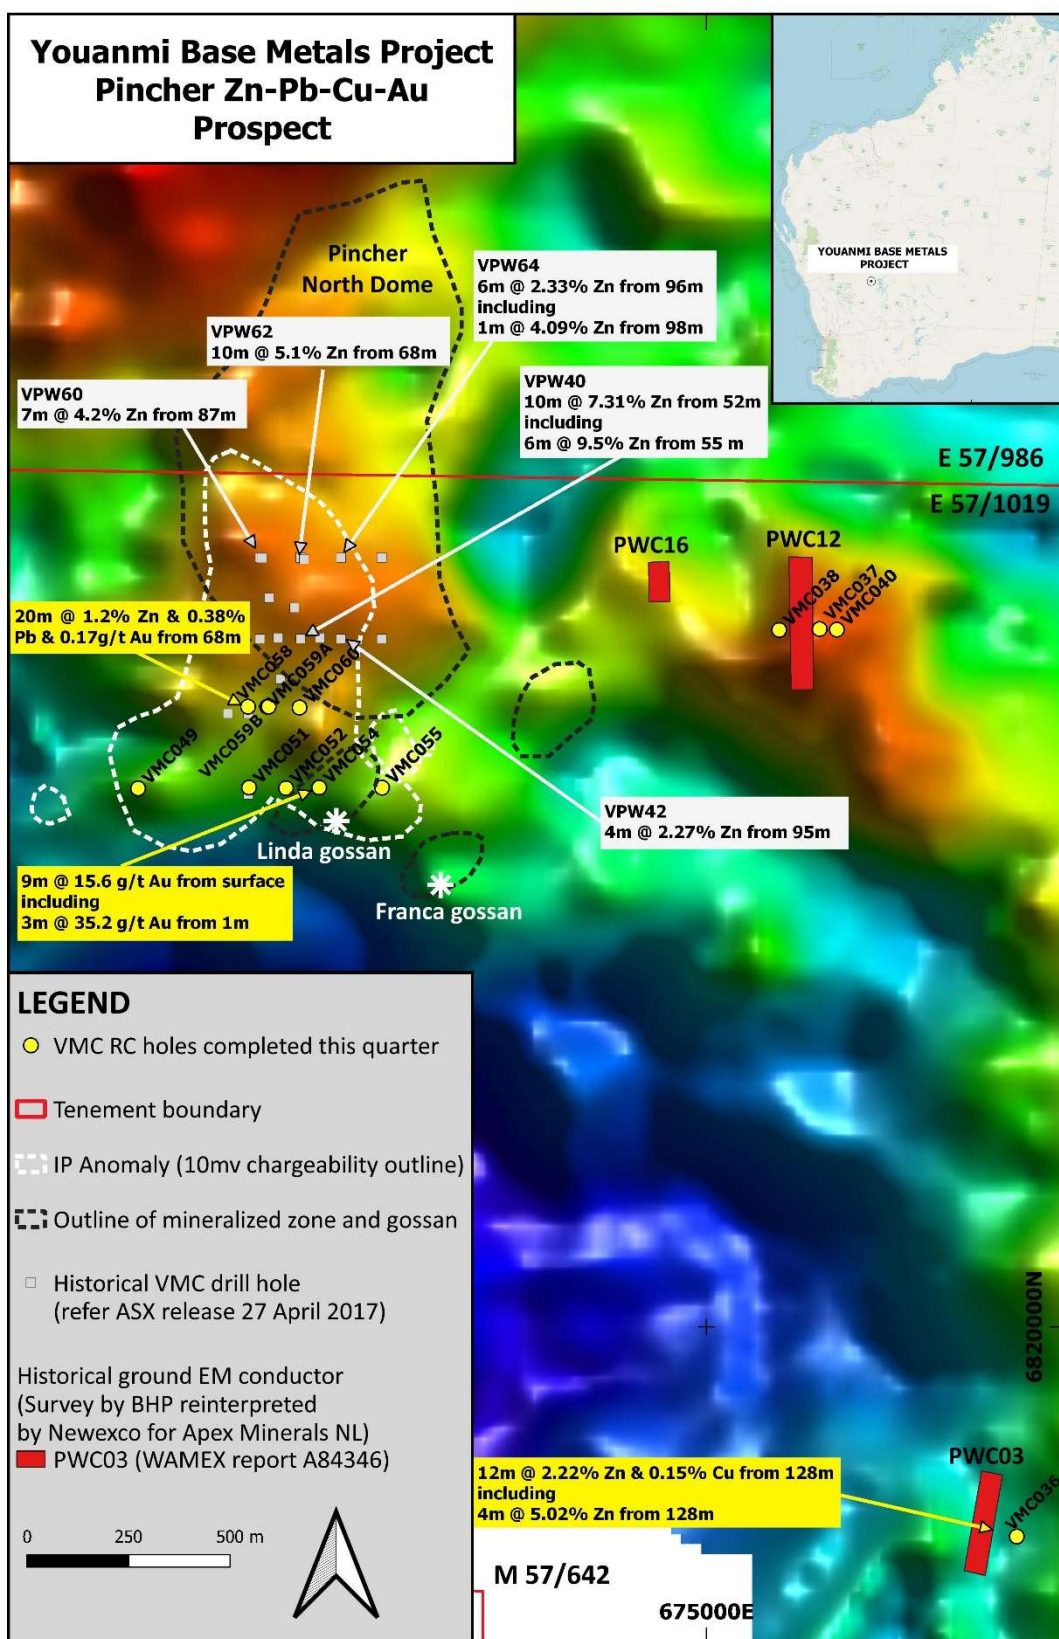 Youanmi Base Metals Project
Pincher Zn-Pb-Cu-Au
Prospect
YOUANMI BASE METALS
PROJECT
Pincher
North Dome
VPW64
6m @ 2.33% Zn from 96m
including
1m @ 4.09% Zn from 98m
VPW62
10m @ 5.1% Zn from 68m
VPW60
7m @ 4.2% Zn from 87m
VPW40
10m @ 7.31% Zn from 52m
including
6m @ 9.5% Zn from 55 m
E 57/986
E 57/1019
PWC16
PWC12
VMC038
VMC037
VMC040
20m @ 1.2% Zn & 0.38%
Pb & 0.17g/t Au from 68m
VMC058
VMC059A
VMC060
VMC049
VMC059B
VMC051
VMC052
VMC054
VMC055
VPW42
4m @ 2.27% Zn from 95m
Linda gossan
Franca gossan
9m @ 15.6 g/t Au from surface
including
3m @ 35.2 g/t Au from 1m
LEGEND
VMC RC holes completed this quarter
Tenement boundary
IP Anomaly (10mv chargeability outline)
Outline of mineralized zone and gossan
Historical VMC drill hole
(refer ASX release 27 April 2017)
Historical ground EM conductor
(Survey by BHP reinterpreted
by Newexco for Apex Minerals NL)
PWC03 (WAMEX report A84346)
0 250 500 m
6820000N
PWC03
VMC036
12m @ 2.22% Zn & 0.15% Cu from 128m
including
4m @ 5.02% Zn from 128m
M 57/642
675000E